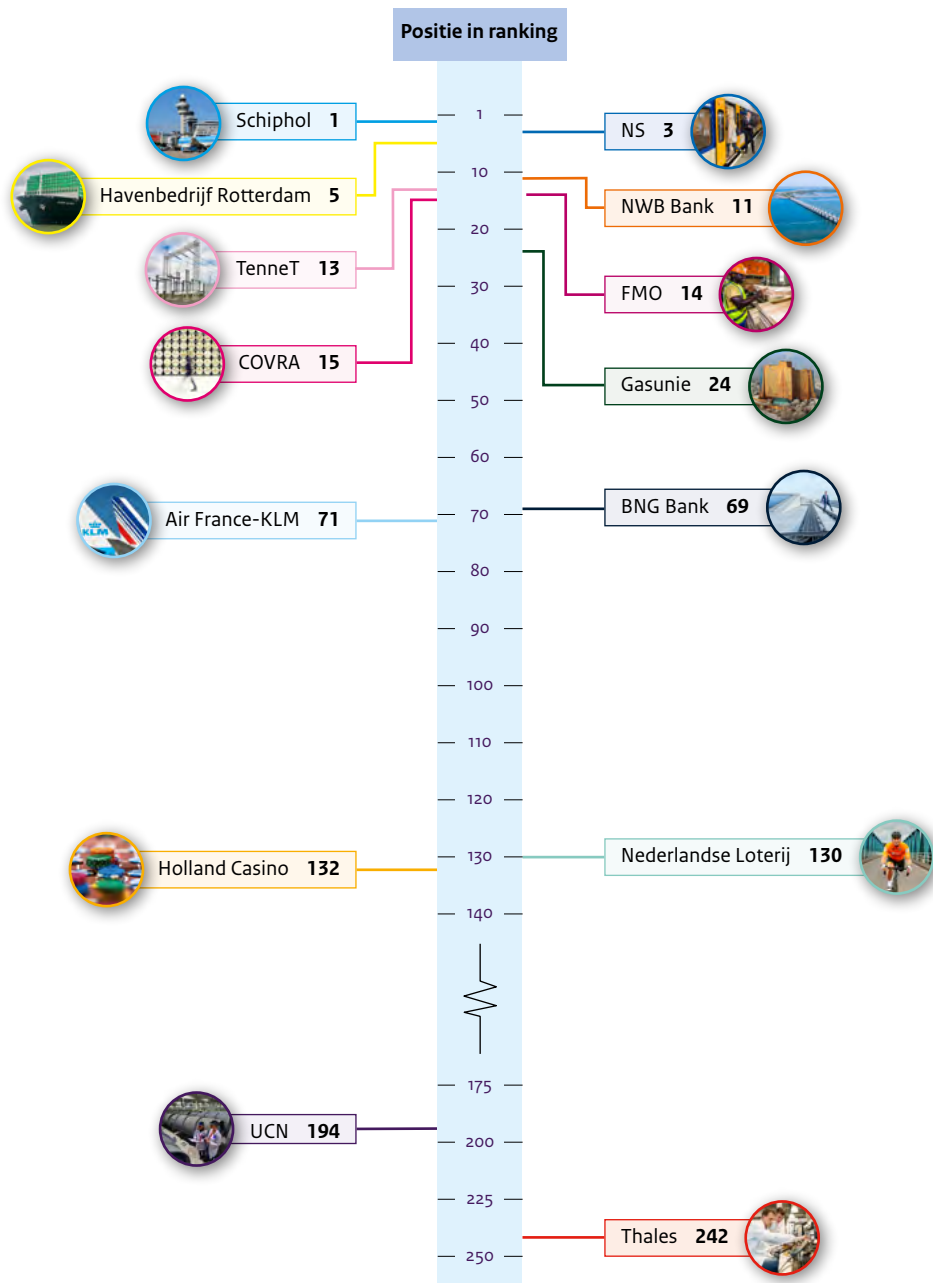 Positie in ranking
Schiphol 1
NS 3
Havenbedrijf Rotterdam 5
NWB Bank 11
TenneT 13
FMO 14
COVRA 15
Gasunie 24
Air France-KLM 71
KLM
BNG Bank 69
Holland Casino 132
Nederlandse Loterij 130
UCN 194
Thales 242
1
10
20
30
40
50
60
70
80
90
100
110
120
130
140
175
200
225
250